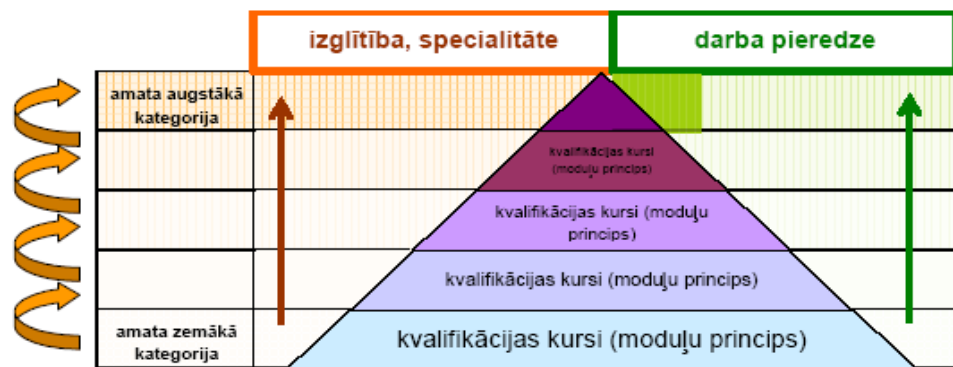 izglītība, specialitāte
darba pieredze
amata augstākā
kategorija
kvalifikācijas kursi
(moduļu princips)
kvalifikācijas kursi (moduļu
princips)
kvalifikācijas kursi (moduļu princips)
amata zemākā
kategorija
kvalifikācijas kursi (moduļu princips)